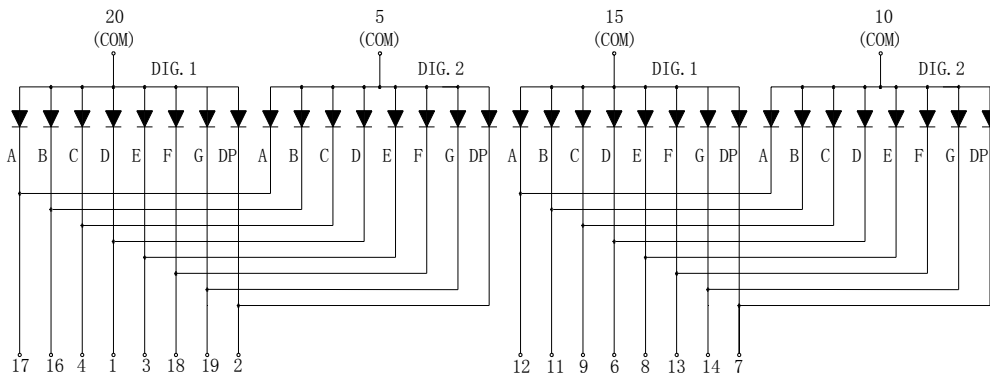 20 5 15 10
(COM) (COM) (COM) (COM)
DIG.1 DIG.2 DIG.1 DIG.2
A B C D E F G DP A B C D E F G DP A B C D E F G DP A B C D E F G DP
17 16 4 1 3 18 19 2 12 11 9 6 8 13 14 7